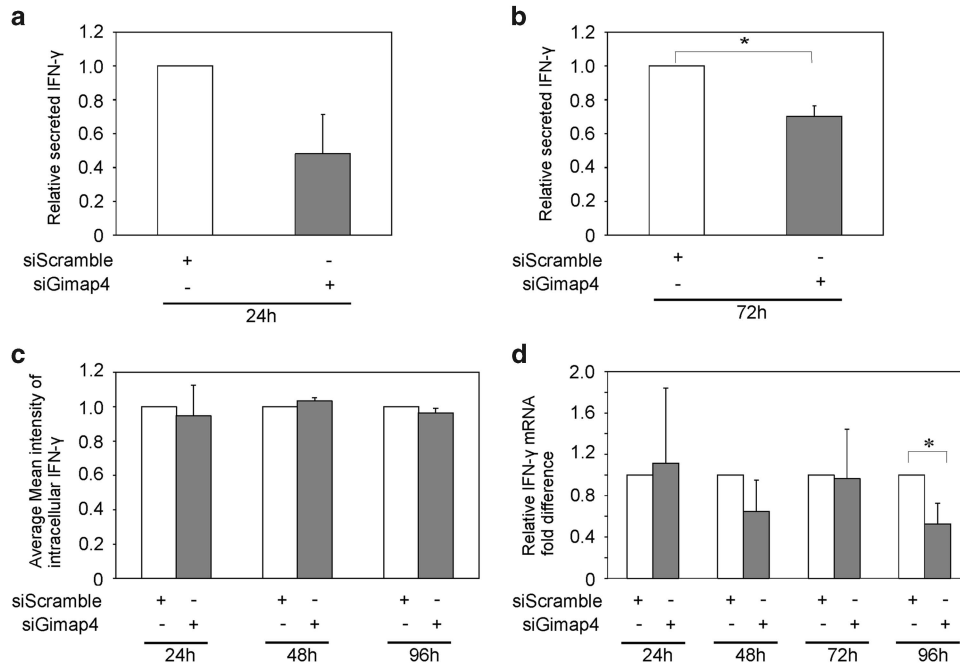 a
Relative secreted IFN-γ
1.2
1.0
0.8
0.6
0.4
0.2
0
siScramble + -
siGimap4 - +
24h
b
Relative secreted IFN-γ
1.2
1.0
0.8
0.6
0.4
0.2
0
*
siScramble + -
siGimap4 - +
72h
c
Average Mean intensity of
intracellular IFN-γ
1.2
1.0
0.8
0.6
0.4
0.2
0
siScramble + - + - + -
siGimap4 - + - + - +
24h 48h 96h
d
Relative IFN-γ mRNA
fold difference
2.0
1.6
1.2
0.8
0.4
0
*
siScramble + - + - + - + -
siGimap4 - + - + - + - +
24h 48h 72h 96h